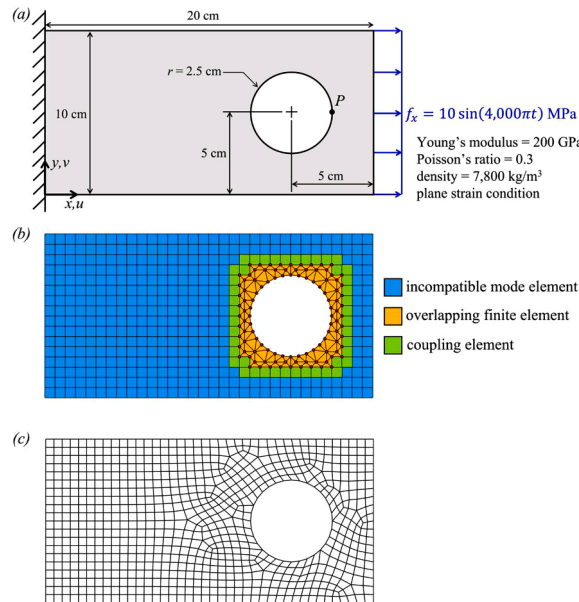 (a)
20 cm
r = 2.5 cm
P
10 cm
f_x = 10 sin(4,000πt) MPa
5 cm
5 cm
Young's modulus = 200 GPa
Poisson's ratio = 0.3
density = 7,800 kg/m³
plane strain condition
y,v
x,u
(b)
incompatible mode element
overlapping finite element
coupling element
(c)